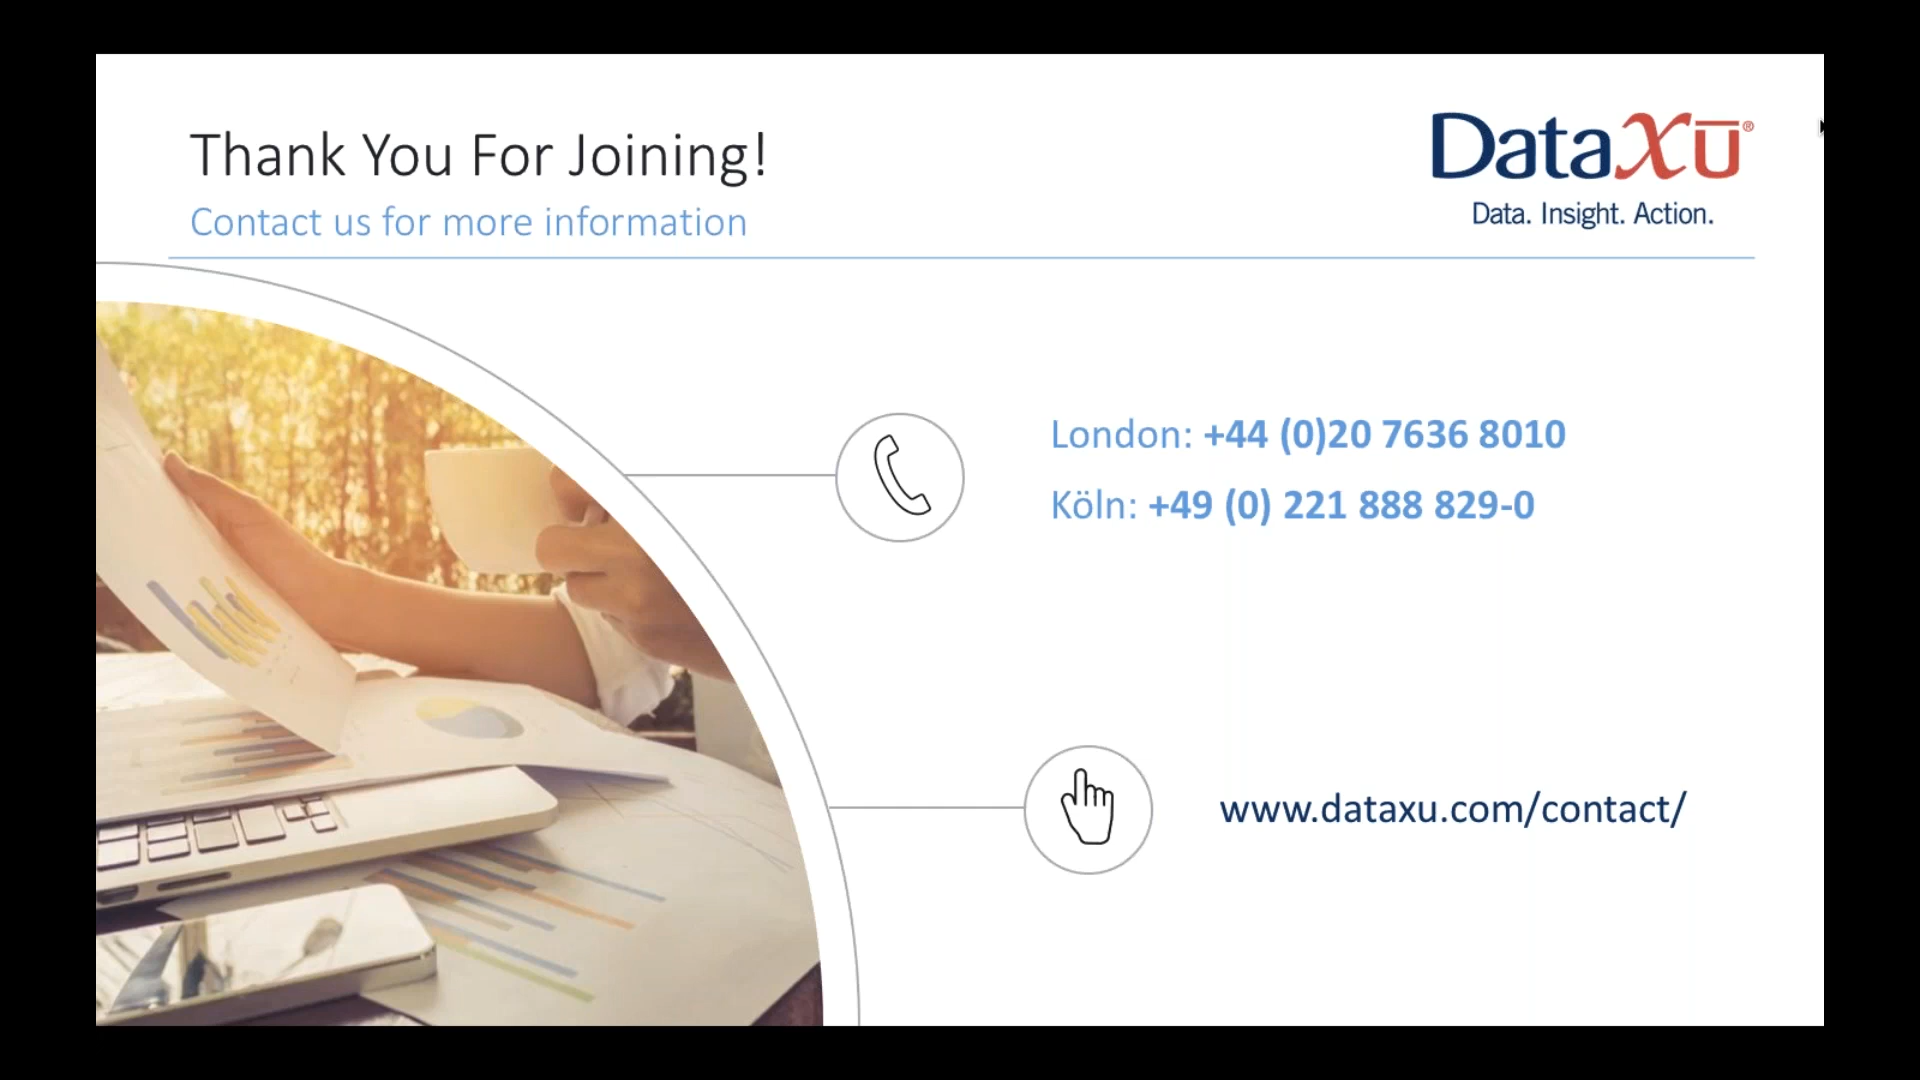 Thank You For Joining!
Contact us for more information
DataXū®
Data. Insight. Action.
London: +44 (0)20 7636 8010
Köln: +49 (0) 221 888 829-0
www.dataxu.com/contact/